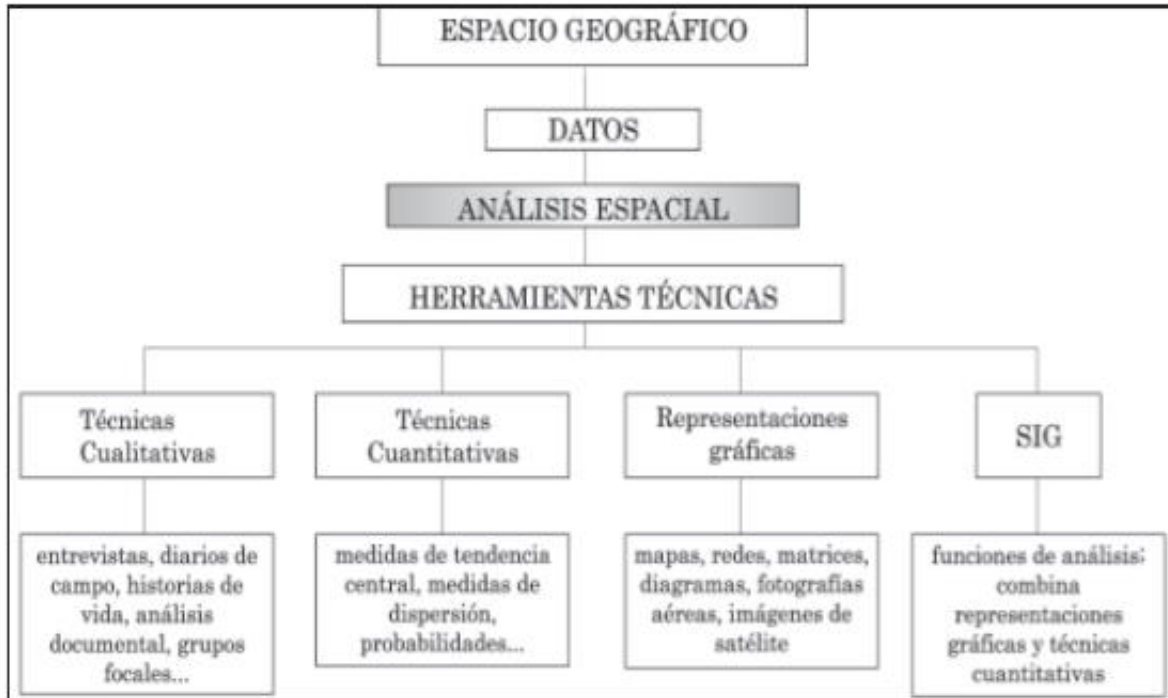 ESPACIO GEOGRÁFICO
DATOS
ANÁLISIS ESPACIAL
HERRAMIENTAS TÉCNICAS
Técnicas
Cualitativas
Técnicas
Cuantitativas
Representaciones
gráficas
SIG
entrevistas, diarios de
campo, historias de
vida, análisis
documental, grupos
focales...
medidas de tendencia
central, medidas de
dispersión,
probabilidades...
mapas, redes, matrices,
diagramas, fotografías
aéreas, imágenes de
satélite
funciones de análisis:
combina
representaciones
gráficas y técnicas
cuantitativas